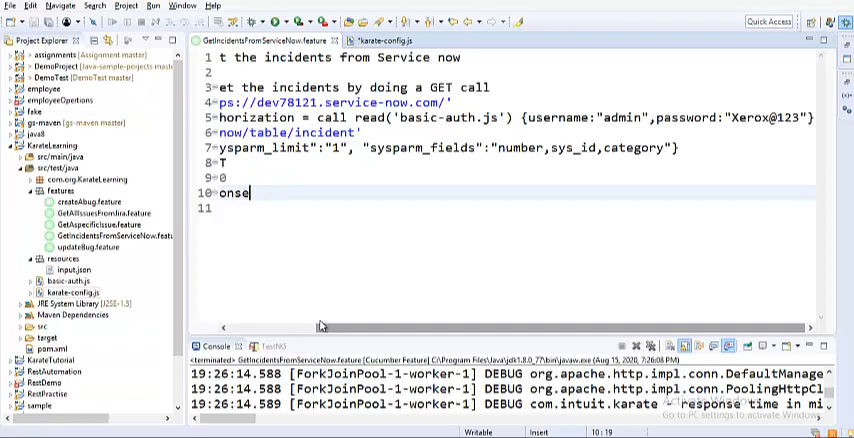 File Edit Navigate Search Project Run Window Help
Quick Access
Project Explorer
> assignments [Assignment master]
> DemoProject [java-sample-porjects master]
> DemoTest [DemoTest master]
employee
employeeOpertions
fake
gs-maven [gs-maven master]
java8
KarateLearning
src/main/java
src/test/java
com.org.KarateLearning
features
createAbug.feature
GetAllIssuesFromJira.feature
GetAspecificIssue.feature
GetIncidentsFromServiceNow.featu
updateBug.feature
resources
input.json
basic-auth.js
karate-config.js
JRE System Library [J2SE-1.5]
Maven Dependencies
src
target
pom.xml
KarateTutorial
RestAutomation
RestDemo
RestPractise
sample
GetIncidentsFromServiceNow.feature
*karate-config.js
1 t the incidents from Service now
2
3 et the incidents by doing a GET call
4 ps://dev78121.service-now.com/'
5 horization = call read('basic-auth.js') {username:"admin",password:"Xerox@123"}
6 now/table/incident'
7 ysparm_limit":"1", "sysparm_fields":"number,sys_id,category"}
8 T
9 0
10 onse
11
Console TestNG
<terminated> GetIncidentsFromServiceNow.feature [Cucumber Feature] C:\Program Files\Java\jdk1.8.0_77\bin\javaw.exe (Aug 15, 2020, 7:26:08 PM)
19:26:14.588 [ForkJoinPool-1-worker-1] DEBUG org.apache.http.impl.conn.DefaultManage
19:26:14.588 [ForkJoinPool-1-worker-1] DEBUG org.apache.http.impl.conn.PoolingHttpCl
19:26:14.589 [ForkJoinPool-1-worker-1] DEBUG com.intuit.karate - response time in mi
Activate Windows
Go to PC settings to activate Windows.
Writable Insert 10:19